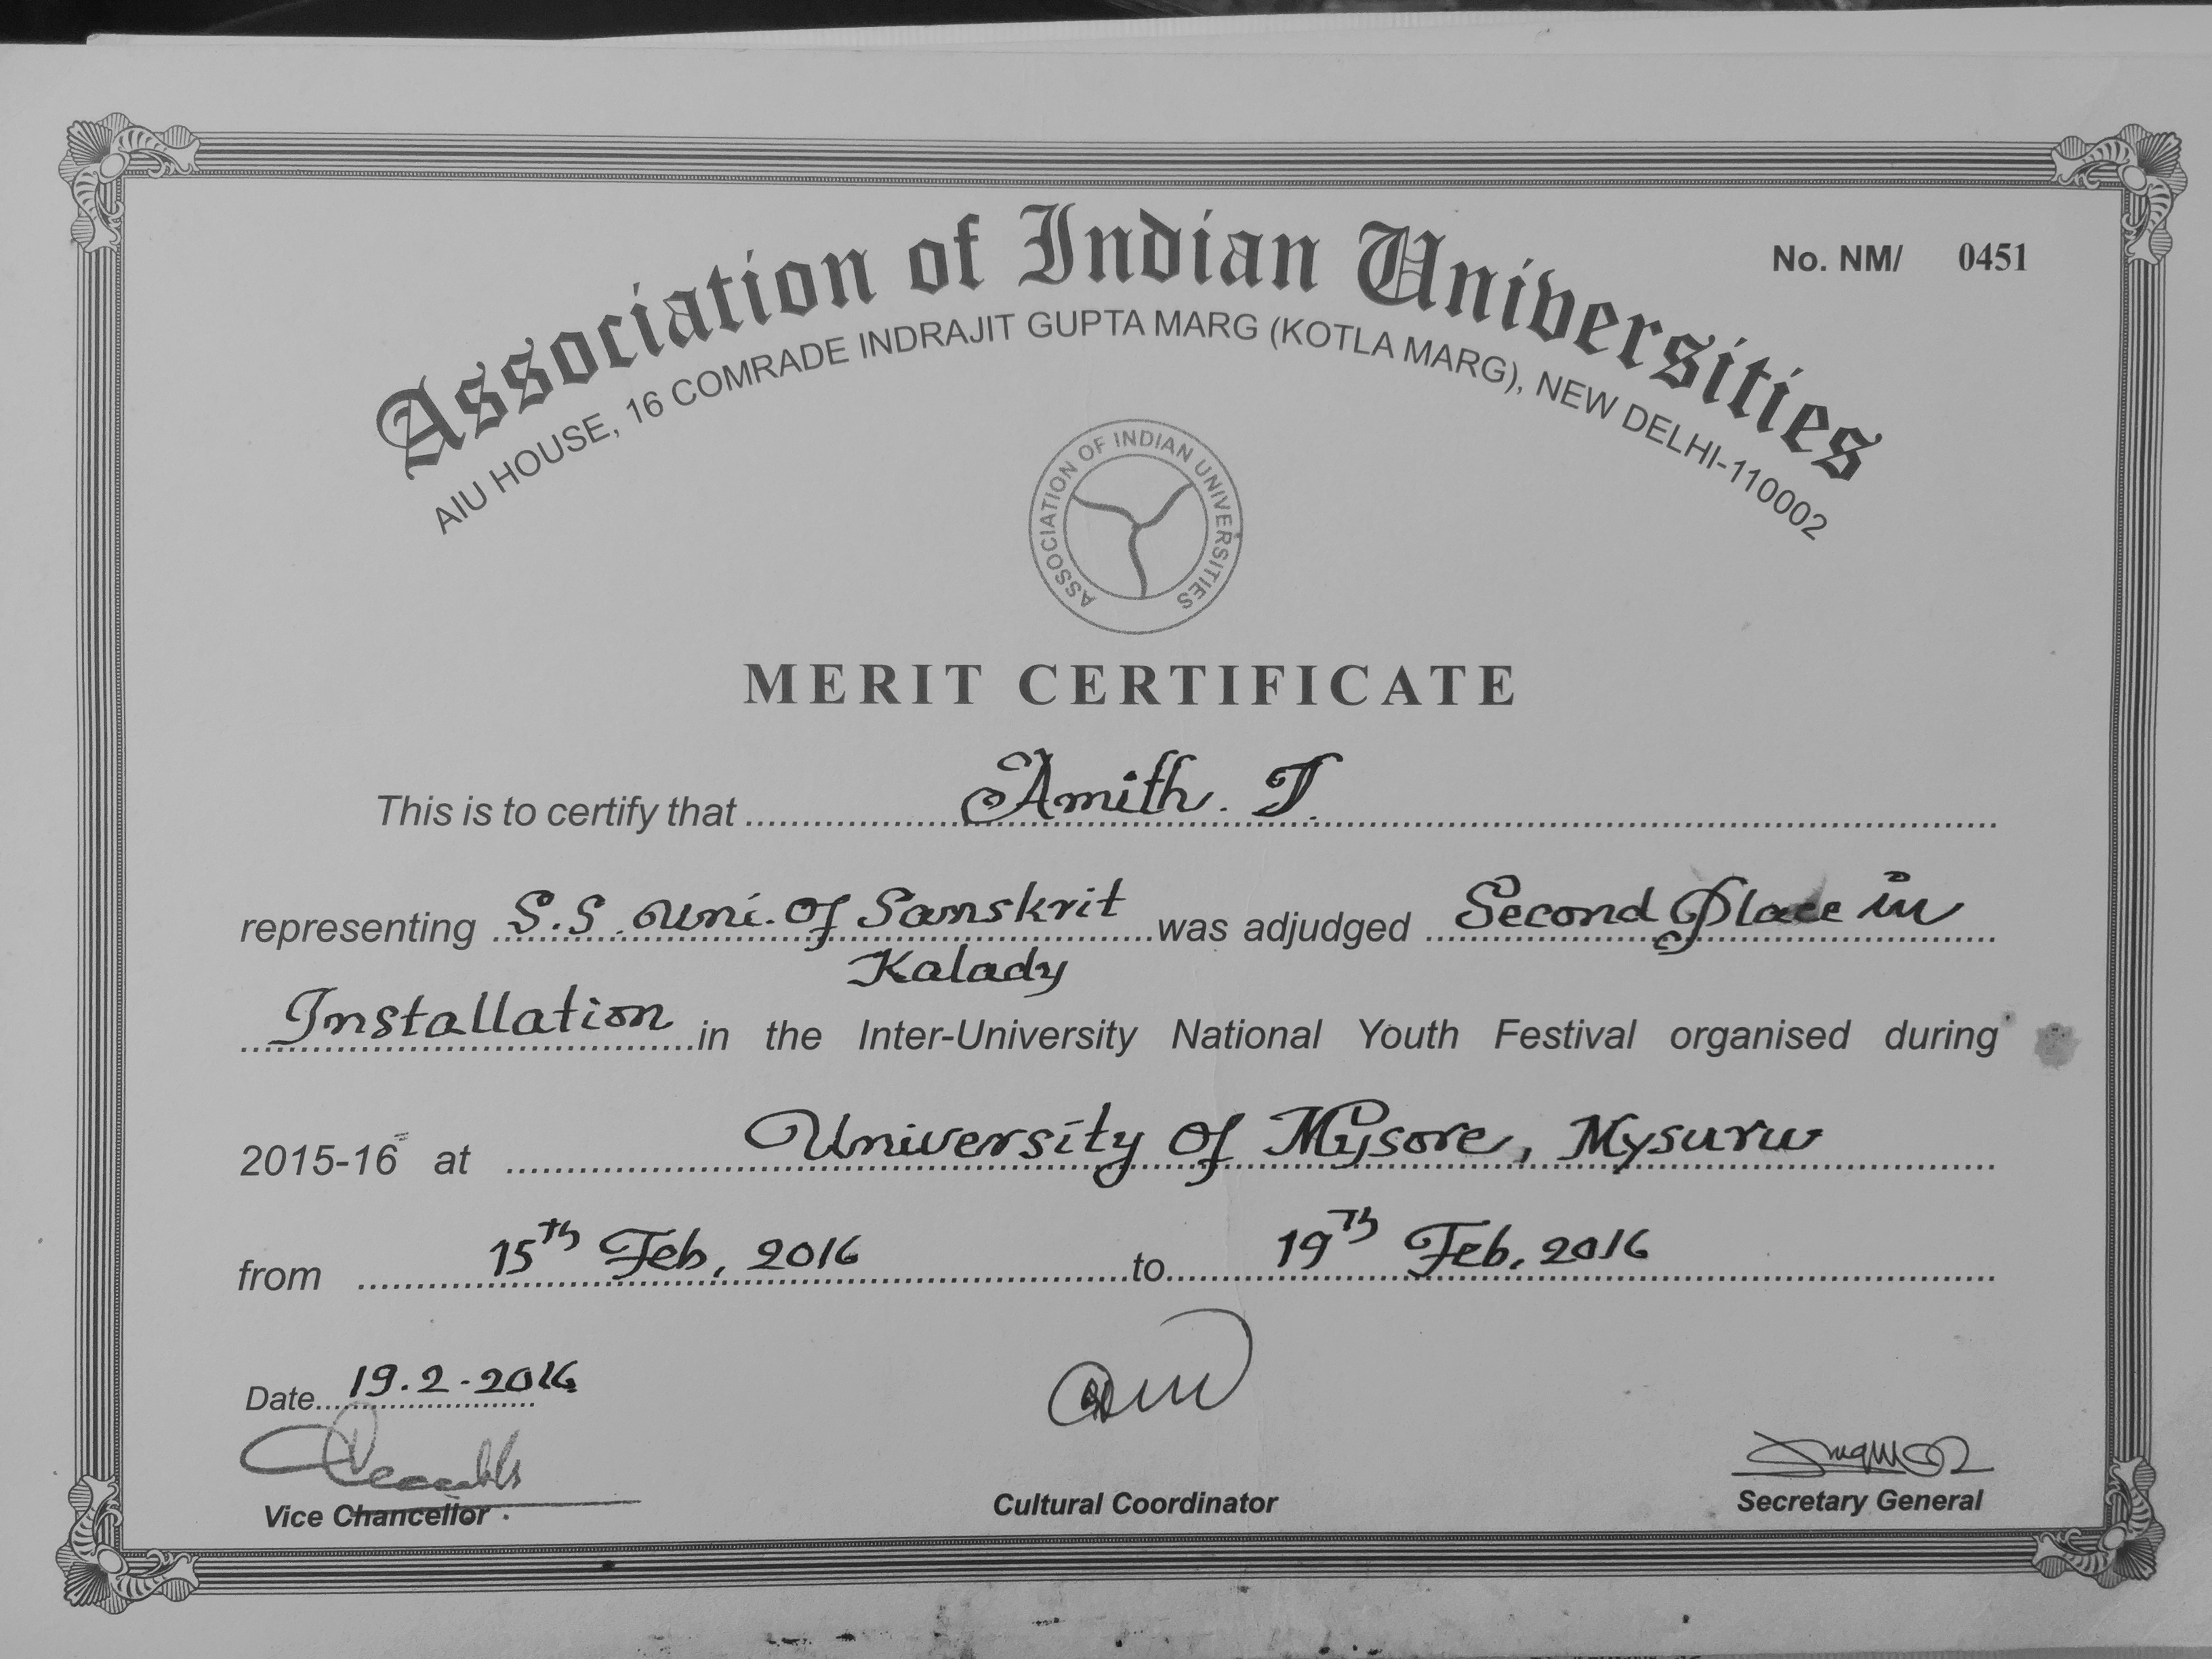 No. NM/ 0451
Association of Indian Universities
AIU HOUSE, 16 COMRADE INDRAJIT GUPTA MARG (KOTLA MARG), NEW DELHI-110002
ASSOCIATION OF INDIAN UNIVERSITIES
MERIT CERTIFICATE
This is to certify that Amith. T.
representing S.S. Uni. Of Sanskrit was adjudged Second Place in
Kalady
Installation in the Inter-University National Youth Festival organised during
2015-16 at University Of Mysore, Mysuru
from 15Th Feb, 2016 to 19Th Feb, 2016
Date 19.2-2016
Vice Chancellor Cultural Coordinator Secretary General